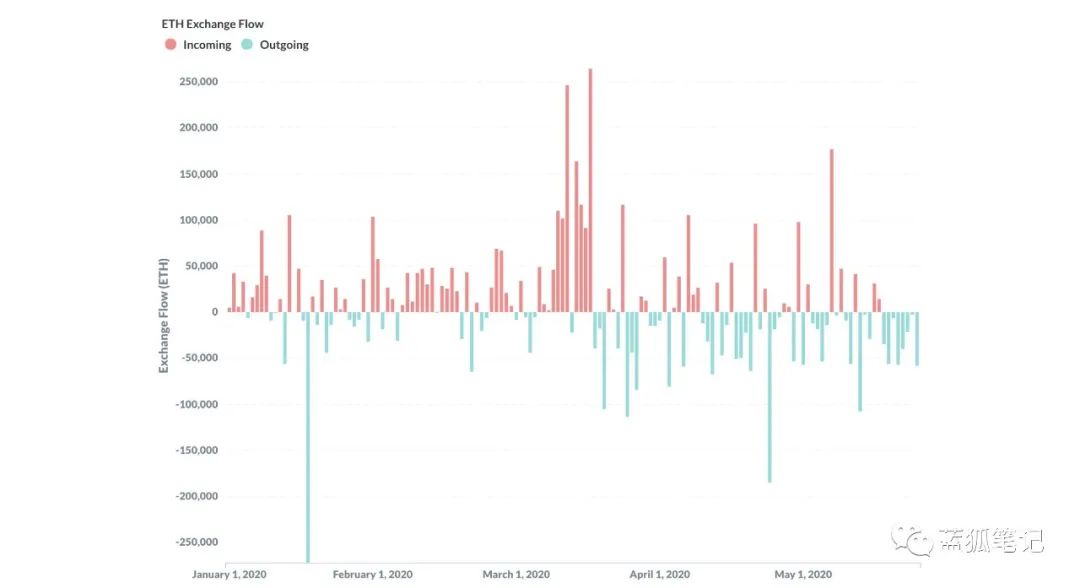 ETH Exchange Flow
Incoming Outgoing
250,000
200,000
150,000
100,000
50,000
0
-50,000
-100,000
-150,000
-200,000
-250,000
Exchange Flow (ETH)
January 1, 2020 February 1, 2020 March 1, 2020 April 1, 2020 May 1, 2020
蓝狐笔记